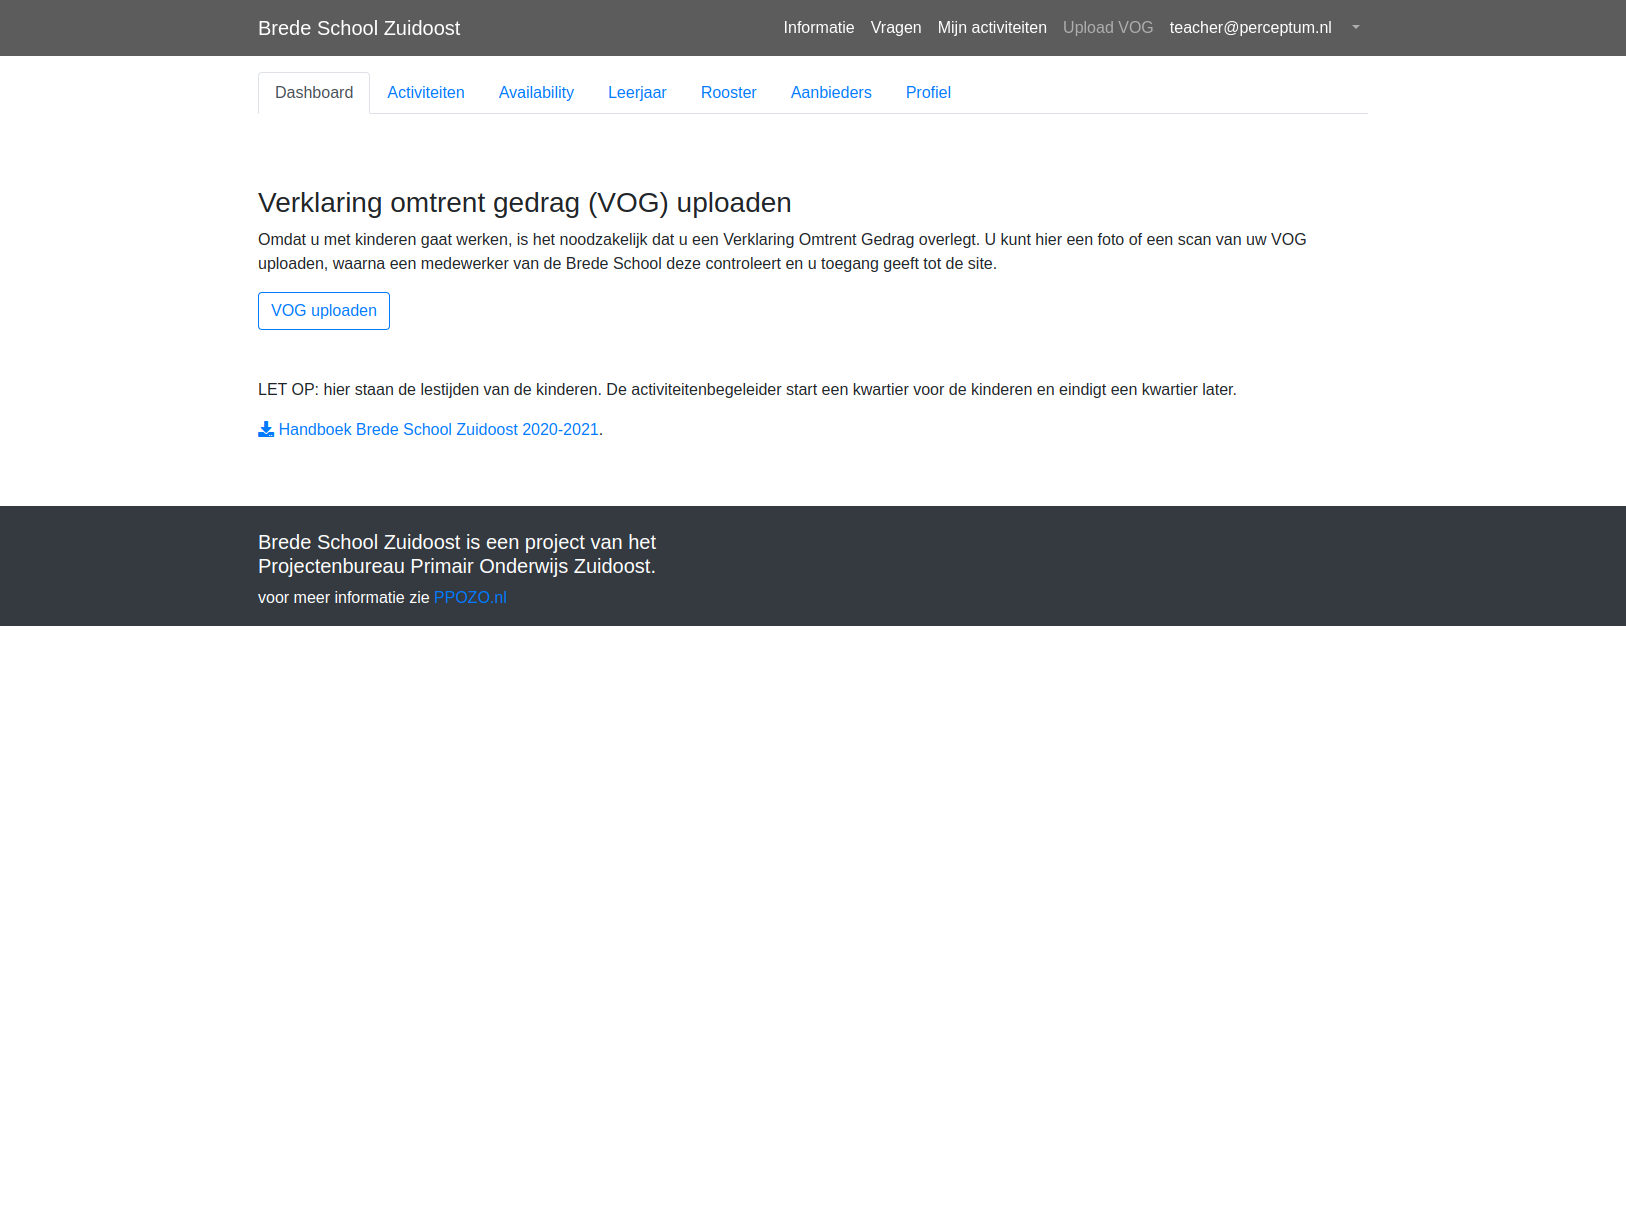 Brede School Zuidoost
Informatie Vragen Mijn activiteiten Upload VOG teacher@perceptum.nl
Dashboard Activiteiten Availability Leerjaar Rooster Aanbieders Profiel
Verklaring omtrent gedrag (VOG) uploaden
Omdat u met kinderen gaat werken, is het noodzakelijk dat u een Verklaring Omtrent Gedrag overlegt. U kunt hier een foto of een scan van uw VOG
uploaden, waarna een medewerker van de Brede School deze controleert en u toegang geeft tot de site.
VOG uploaden
LET OP: hier staan de lestijden van de kinderen. De activiteitenbegeleider start een kwartier voor de kinderen en eindigt een kwartier later.
Handboek Brede School Zuidoost 2020-2021.
Brede School Zuidoost is een project van het
Projectenbureau Primair Onderwijs Zuidoost.
voor meer informatie zie PPOZO.nl